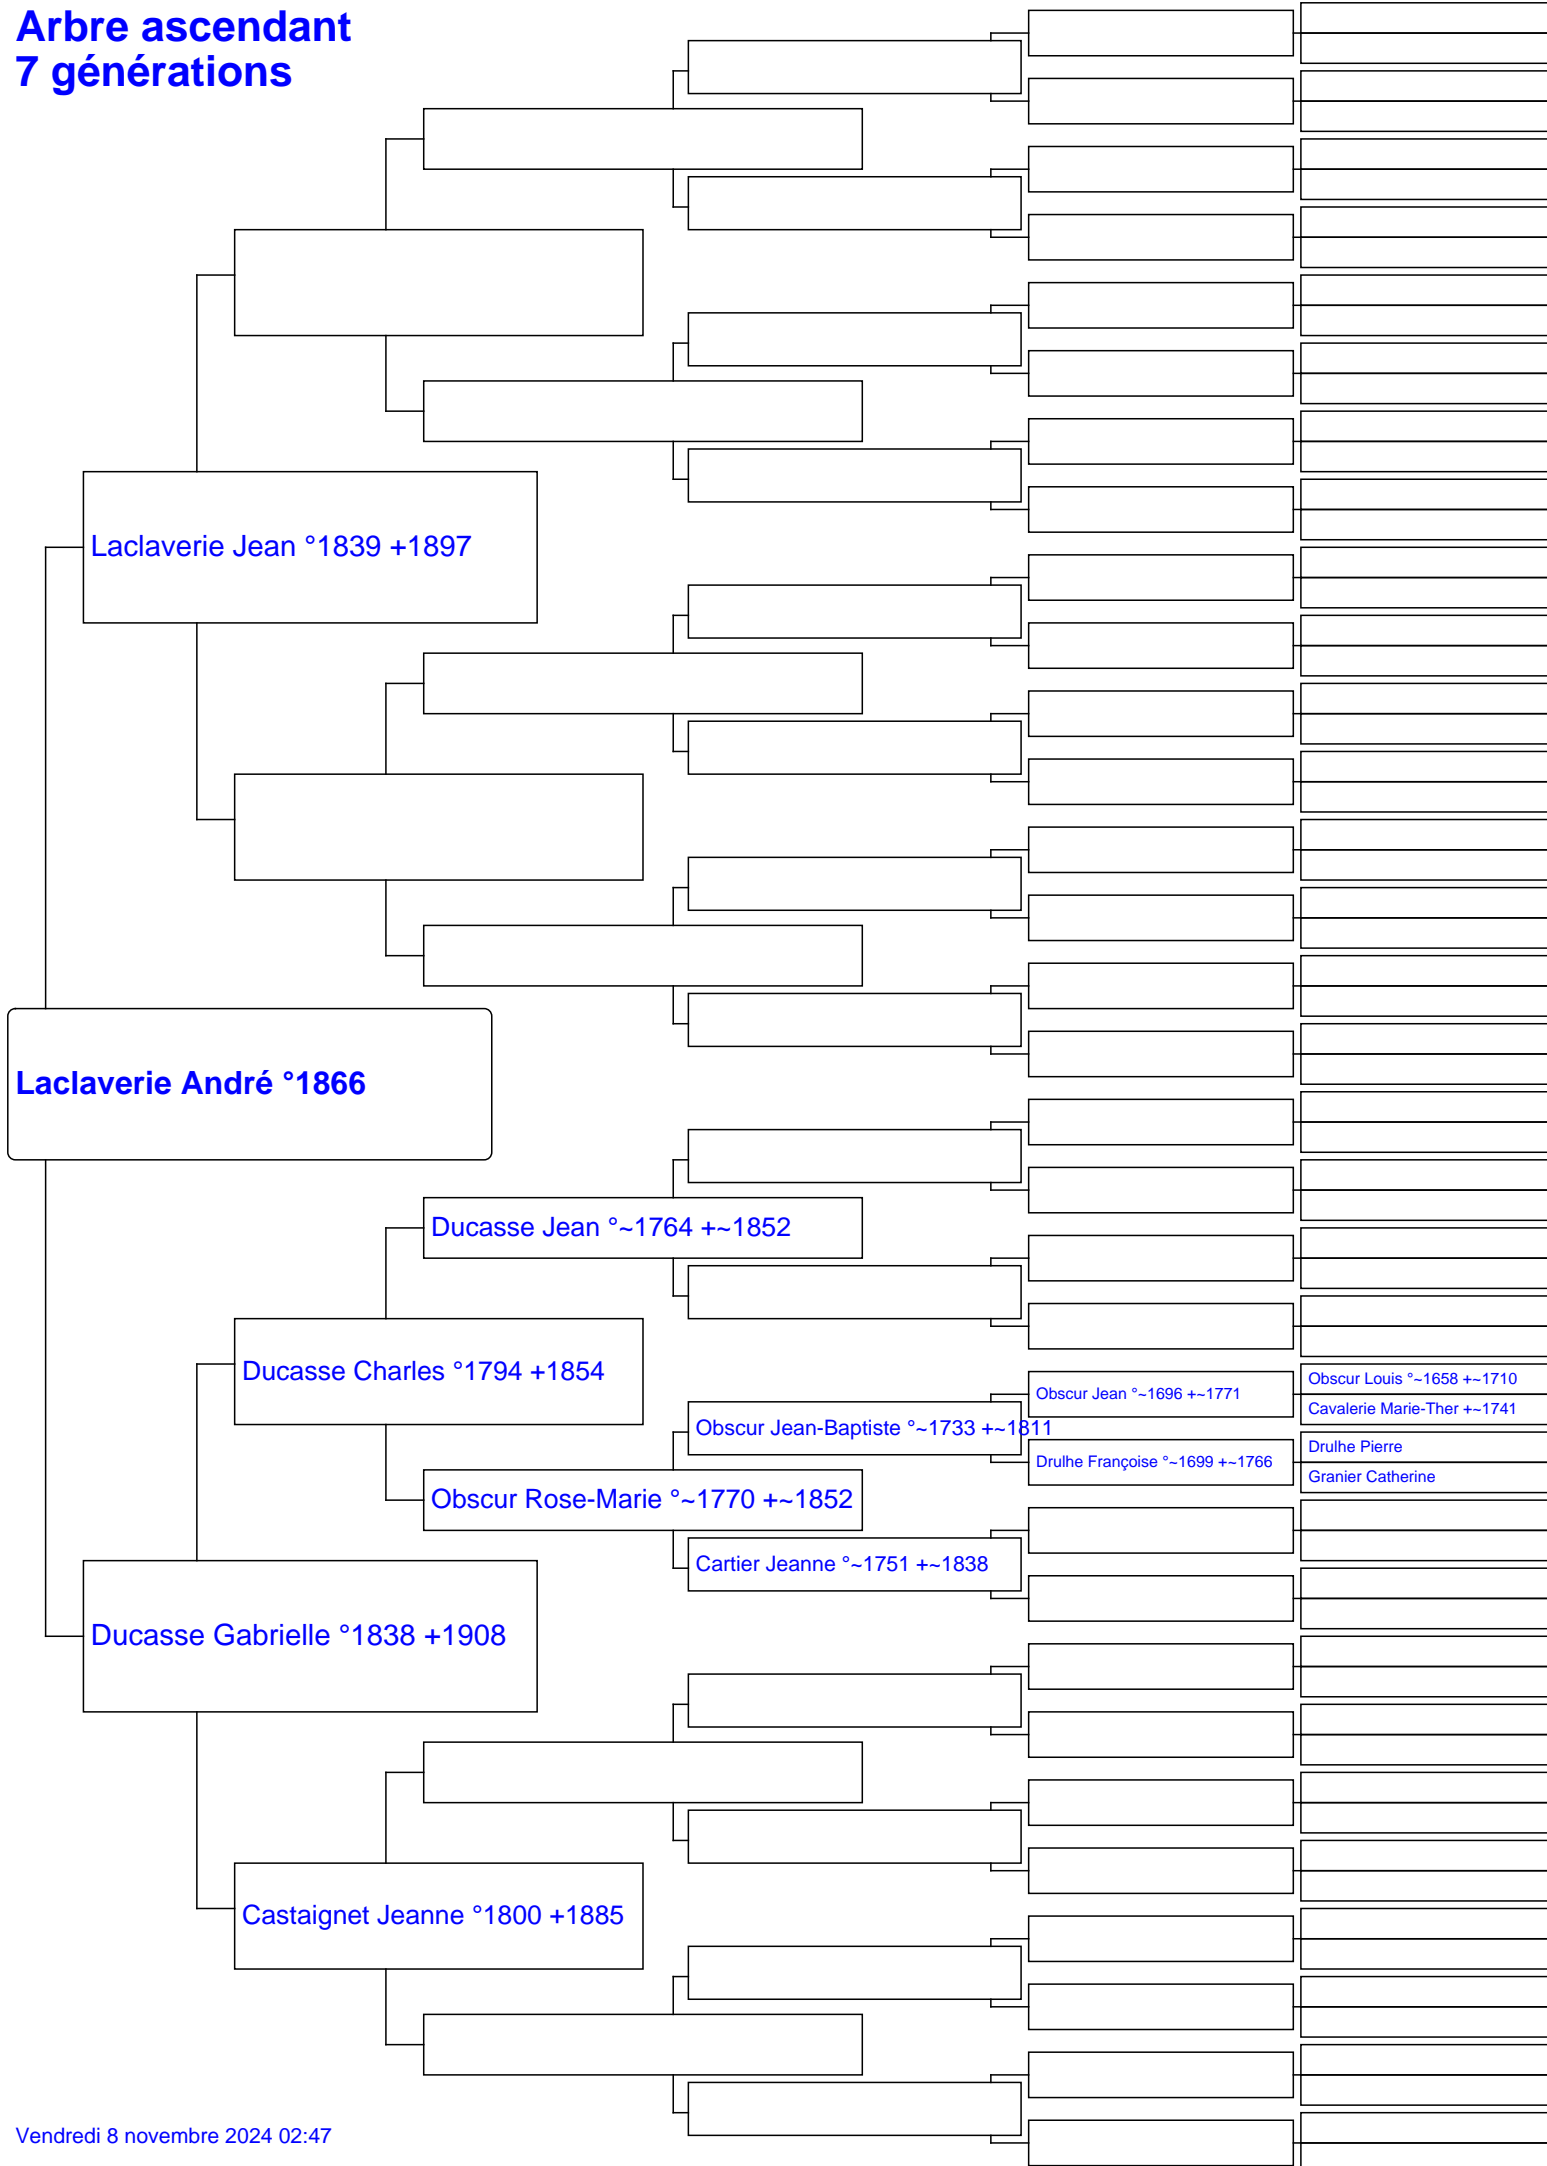 Arbre ascendant
7 générations
Laclaverie Jean °1839 +1897
Laclaverie André °1866
Ducasse Jean °~1764 +~1852
Ducasse Charles °1794 +1854
Obscur Louis °~1658 +~1710
Obscur Jean °~1696 +~1771
Cavalerie Marie-Ther +~1741
Obscur Jean-Baptiste °~1733 +~1811
Drulhe Pierre
Drulhe Françoise °~1699 +~1766
Granier Catherine
Obscur Rose-Marie °~1770 +~1852
Cartier Jeanne °~1751 +~1838
Ducasse Gabrielle °1838 +1908
Castaignet Jeanne °1800 +1885
Vendredi 8 novembre 2024 02:47